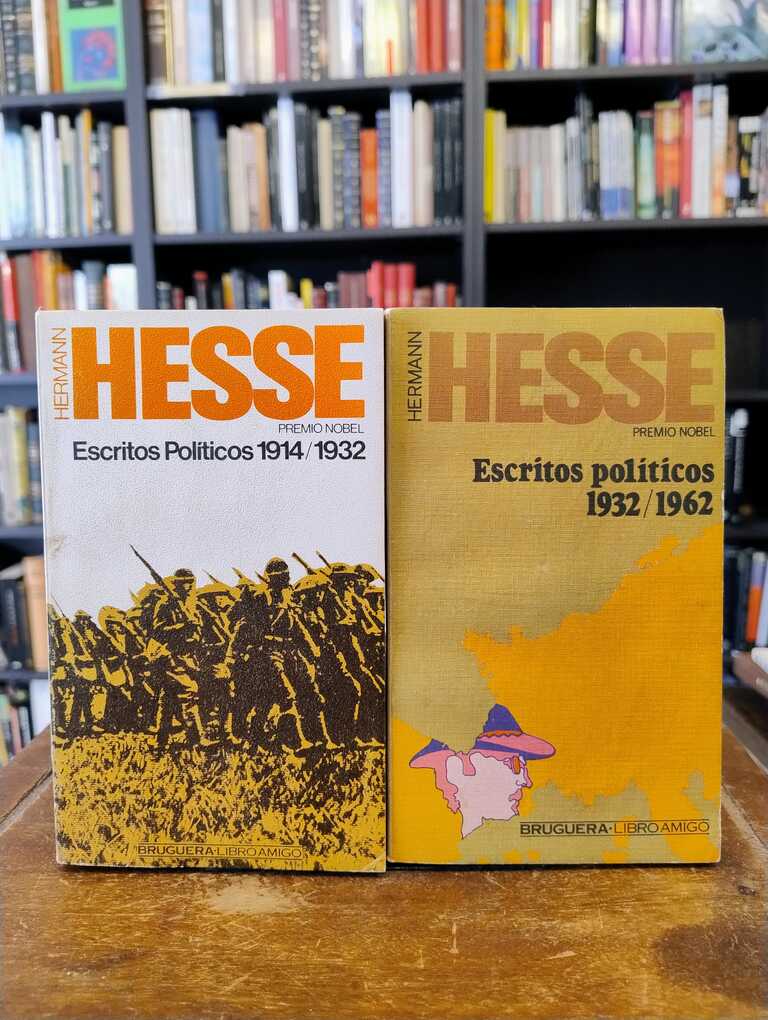 HERMANN
HESSE
PREMIO NOBEL
Escritos Políticos 1914/1932
BRUGUERA·LIBRO AMIGO
HERMANN
HESSE
PREMIO NOBEL
Escritos políticos
1932/1962
BRUGUERA·LIBRO AMIGO